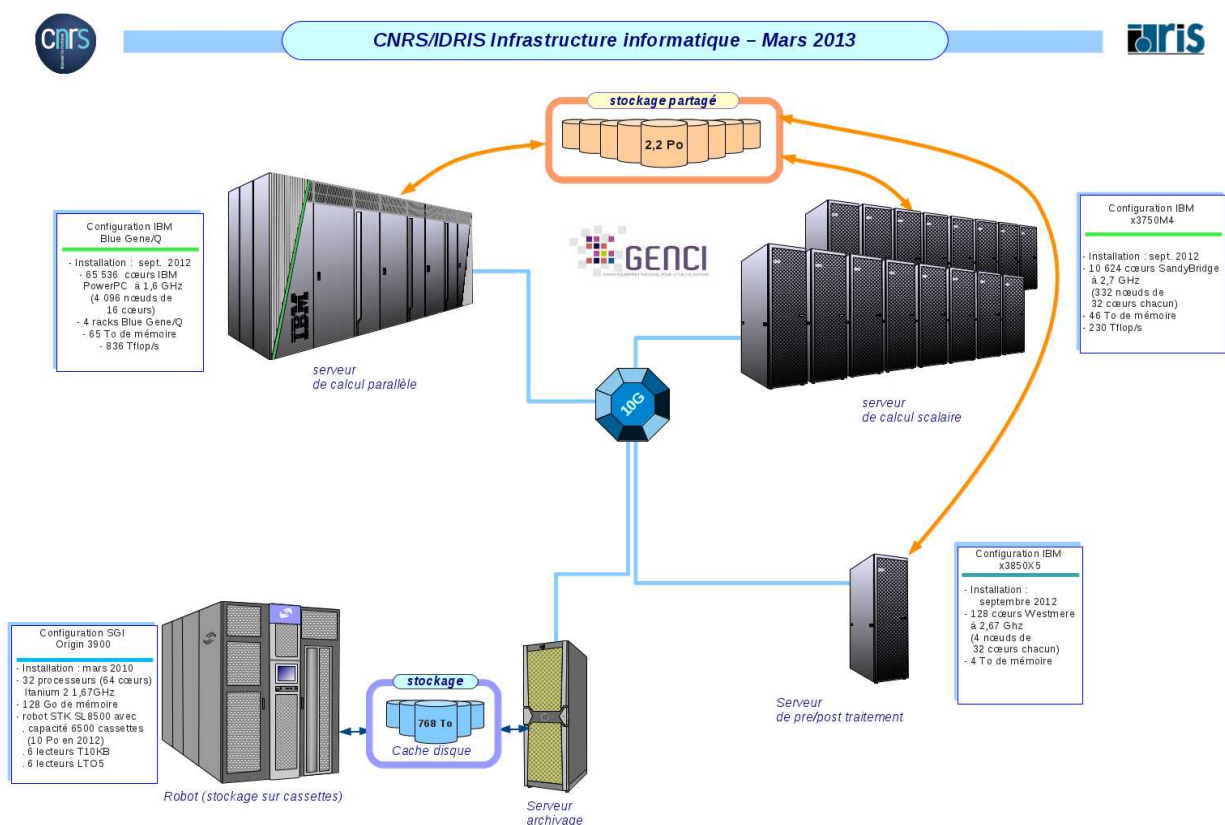 cnrs
CNRS/IDRIS Infrastructure informatique – Mars 2013
idris
stockage partagé
2,2 Po
Configuration IBM
Blue Gene/Q
- Installation : sept. 2012
- 65 536 cœurs IBM
PowerPC à 1,6 GHz
(4 096 nœuds de
16 cœurs)
- 4 racks Blue Gene/Q
- 65 To de mémoire
- 836 Tflop/s
IBM
serveur
de calcul parallèle
GENCI
10G
serveur
de calcul scalaire
Configuration IBM
x3750M4
- Installation : sept. 2012
- 10 624 cœurs SandyBridge
à 2,7 GHz
(332 nœuds de
32 cœurs chacun)
- 46 To de mémoire
- 230 Tflop/s
Configuration IBM
x3850X5
- Installation :
septembre 2012
- 128 cœurs Westmere
à 2,67 Ghz
(4 nœuds de
32 cœurs chacun)
- 4 To de mémoire
Serveur
de pre/post traitement
Configuration SGI
Origin 3900
- Installation : mars 2010
- 32 processeurs (64 cœurs)
Itanium 2 1,67GHz
- 128 Go de mémoire
- robot STK SL8500 avec
. capacité 6500 cassettes
(10 Po en 2012)
. 6 lecteurs T10KB
. 6 lecteurs LTO5
Robot (stockage sur cassettes)
stockage
768 To
Cache disque
Serveur
archivage